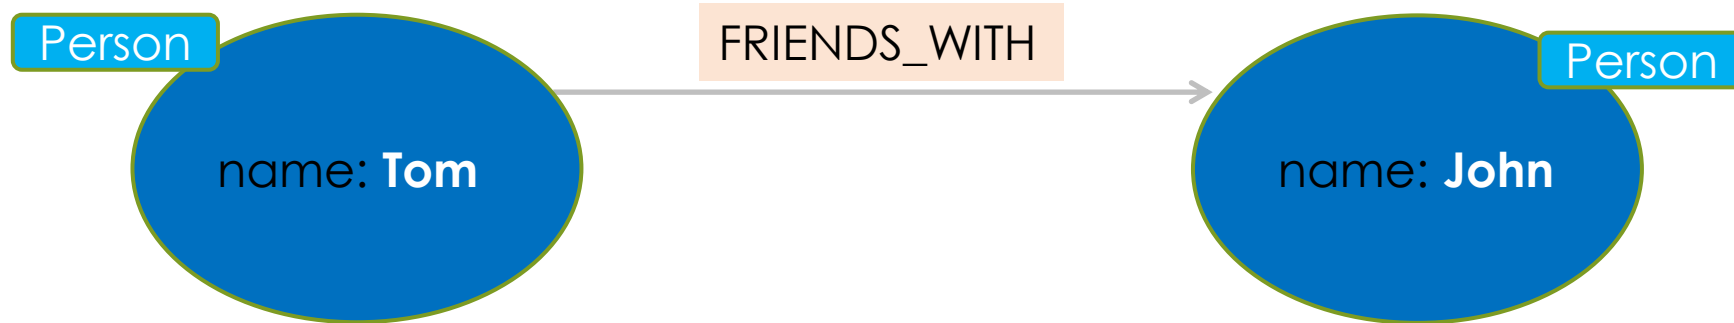 Person
FRIENDS_WITH
Person
name: Tom
name: John